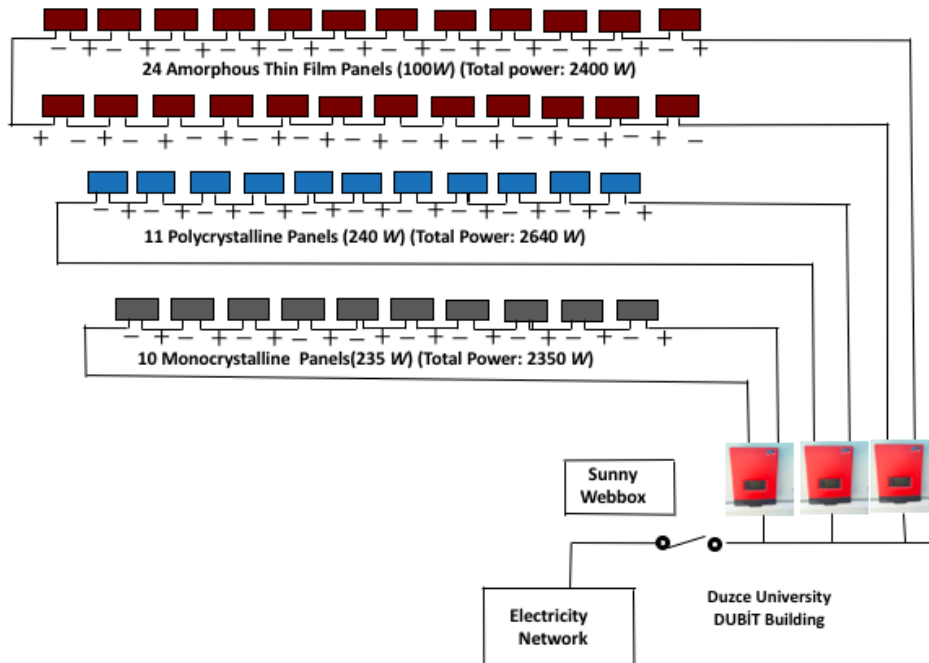 24 Amorphous Thin Film Panels (100W) (Total power: 2400 W)
11 Polycrystalline Panels (240 W) (Total Power: 2640 W)
10 Monocrystalline Panels(235 W) (Total Power: 2350 W)
Sunny
Webbox
Electricity
Network
Duzce University
DUBİT Building